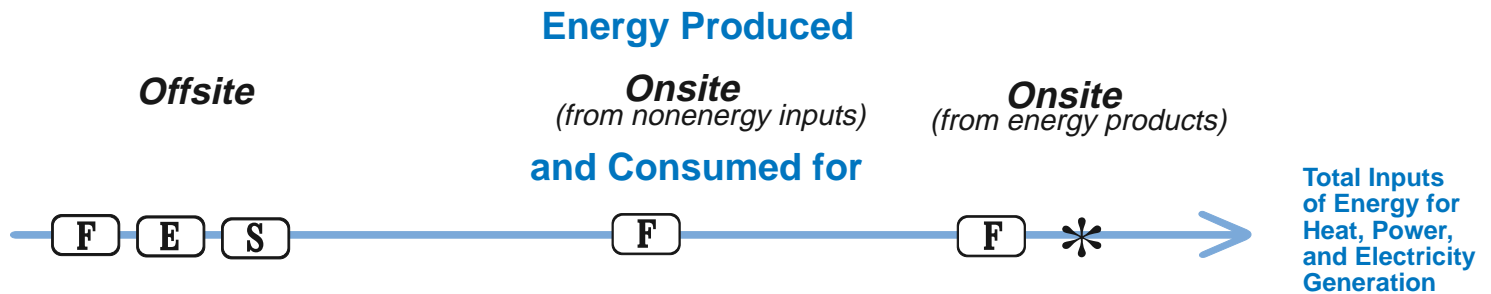 Energy Produced
Offsite
Onsite
(from nonenergy inputs)
Onsite
(from energy products)
and Consumed for
F E S F F *
Total Inputs
of Energy for
Heat, Power,
and Electricity
Generation